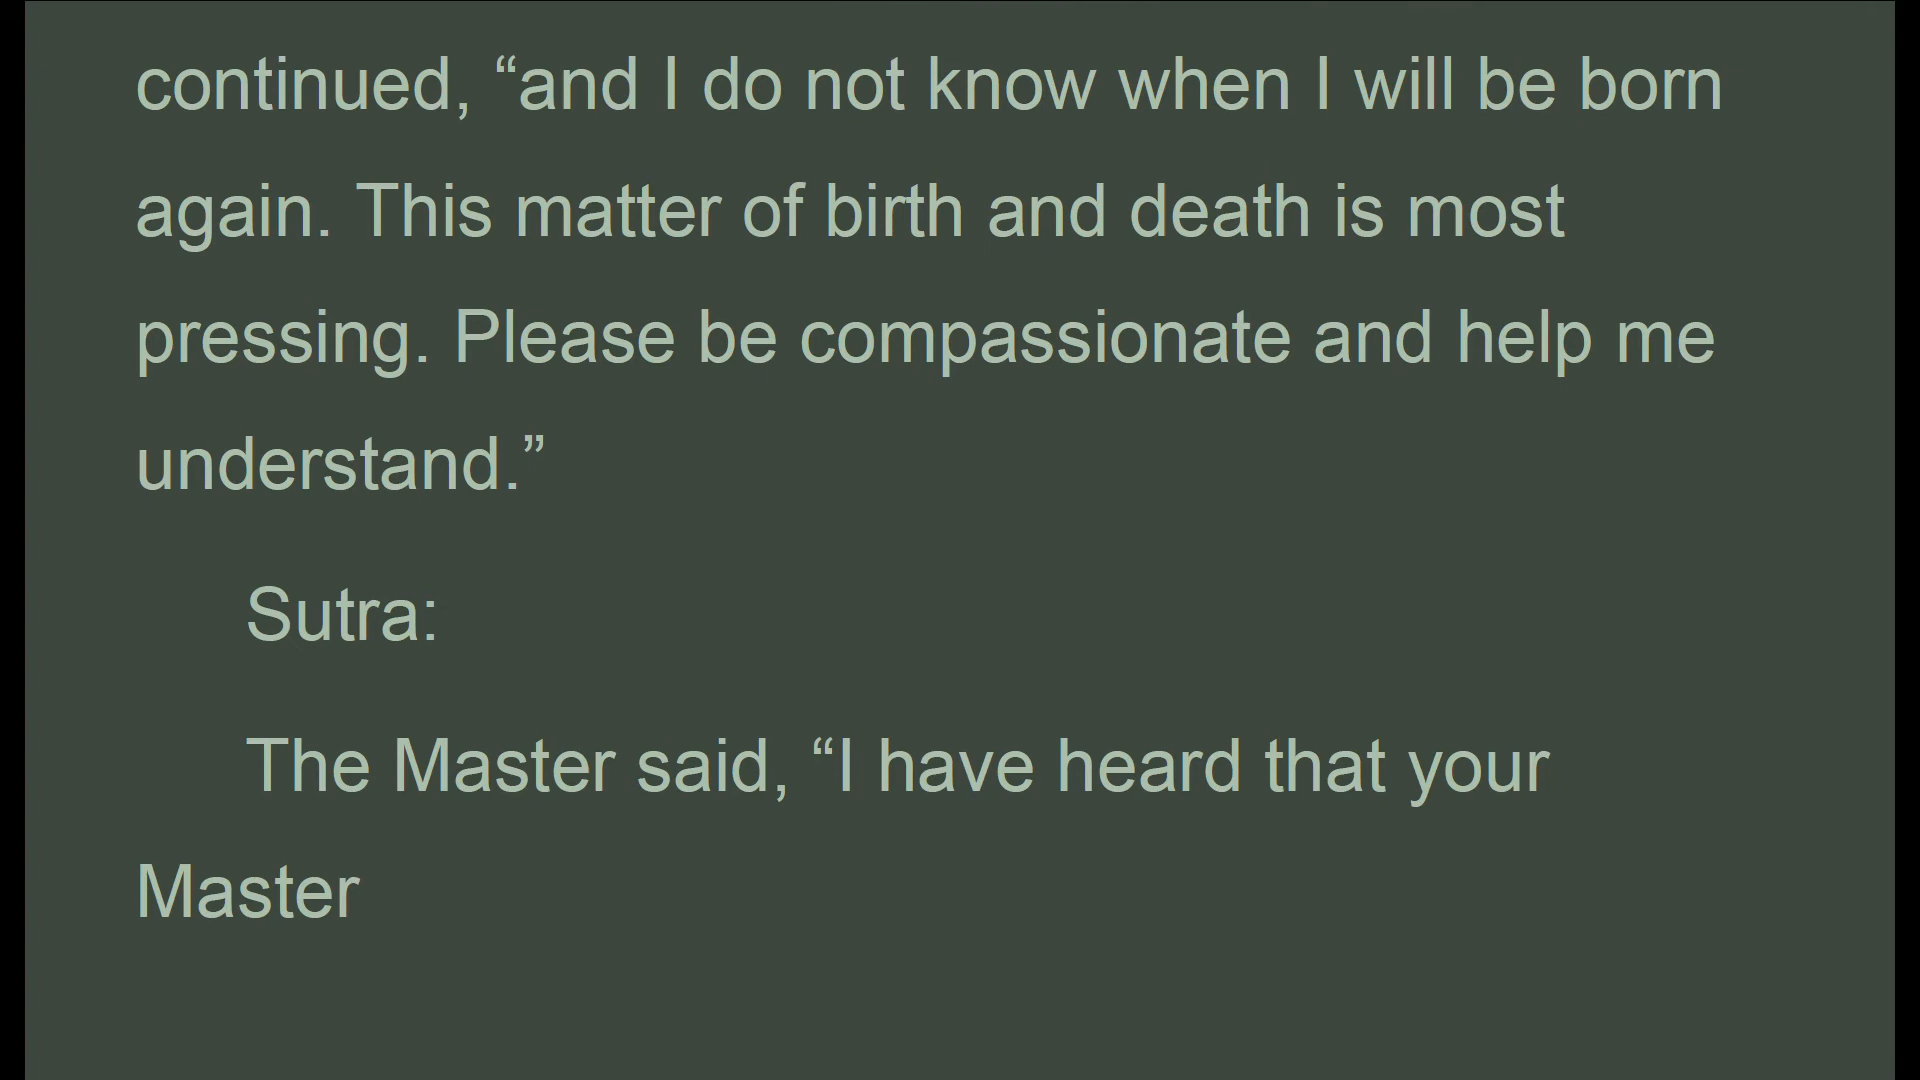 continued, “and I do not know when I will be born
again. This matter of birth and death is most
pressing. Please be compassionate and help me
understand.”
Sutra:
The Master said, “I have heard that your
Master